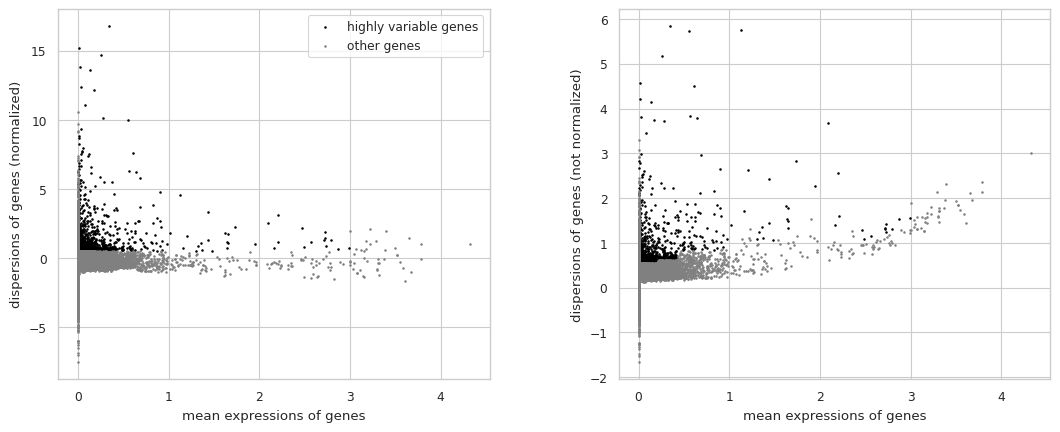 highly variable genes
other genes
dispersions of genes (normalized)
15
10
5
0
−5
0 1 2 3 4
mean expressions of genes
dispersions of genes (not normalized)
6
5
4
3
2
1
0
−1
−2
0 1 2 3 4
mean expressions of genes